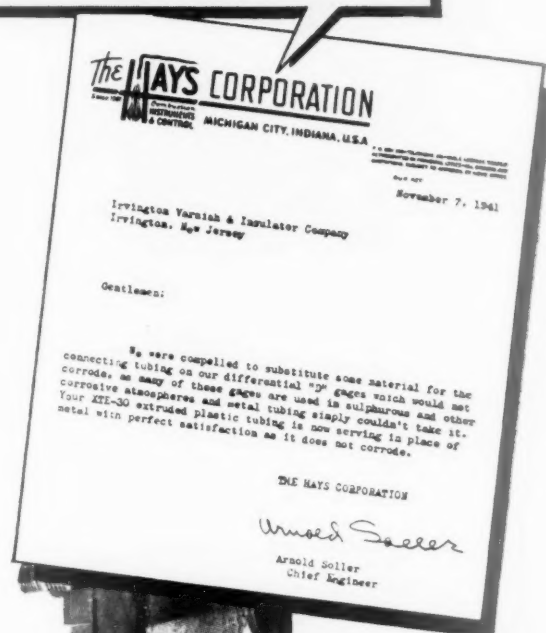 The HAYS CORPORATION
INSTRUMENTS
& CONTROL
MICHIGAN CITY, INDIANA, U.S.A
November 7, 1941
Irvington Varnish & Insulator Company
Irvington, New Jersey
Gentlemen:
We were compelled to substitute some material for the
connecting tubing on our differential "D" gages which would not
corrode, as many of these gages are used in sulphurous and other
corrosive atmospheres and metal tubing simply couldn't take it.
Your XTE-30 extruded plastic tubing is now serving in place of
metal with perfect satisfaction as it does not corrode.
THE HAYS CORPORATION
Arnold Soller
Arnold Soller
Chief Engineer